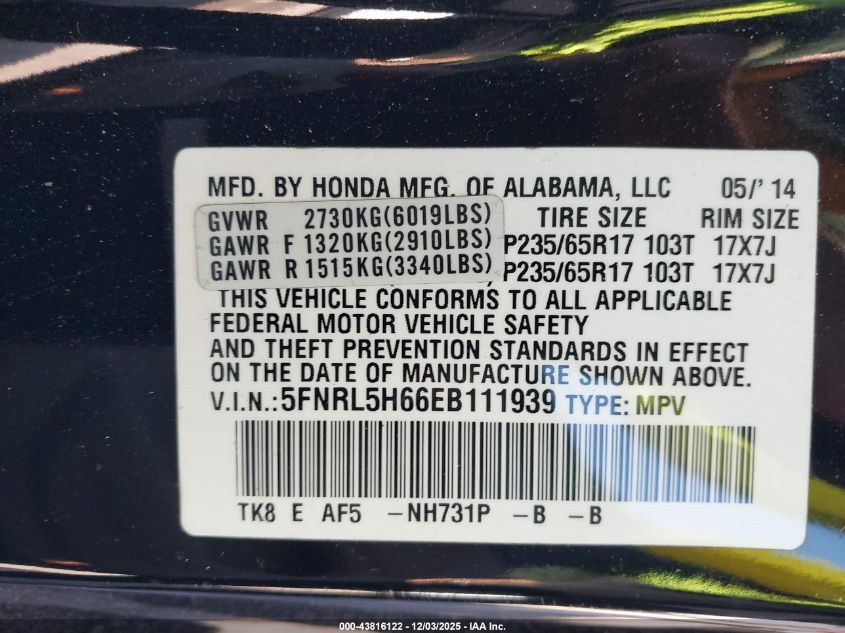 MFD. BY HONDA MFG. OF ALABAMA, LLC 05/' 14
GVWR 2730KG(6019LBS) TIRE SIZE RIM SIZE
GAWR F 1320KG(2910LBS) P235/65R17 103T 17X7J
GAWR R 1515KG(3340LBS) P235/65R17 103T 17X7J
THIS VEHICLE CONFORMS TO ALL APPLICABLE
FEDERAL MOTOR VEHICLE SAFETY
AND THEFT PREVENTION STANDARDS IN EFFECT
ON THE DATE OF MANUFACTURE SHOWN ABOVE.
V.I.N.:5FNRL5H66EB111939 TYPE: MPV
TK8 E AF5 -NH731P -B -B
000-43816122 - 12/03/2025 - IAA Inc.